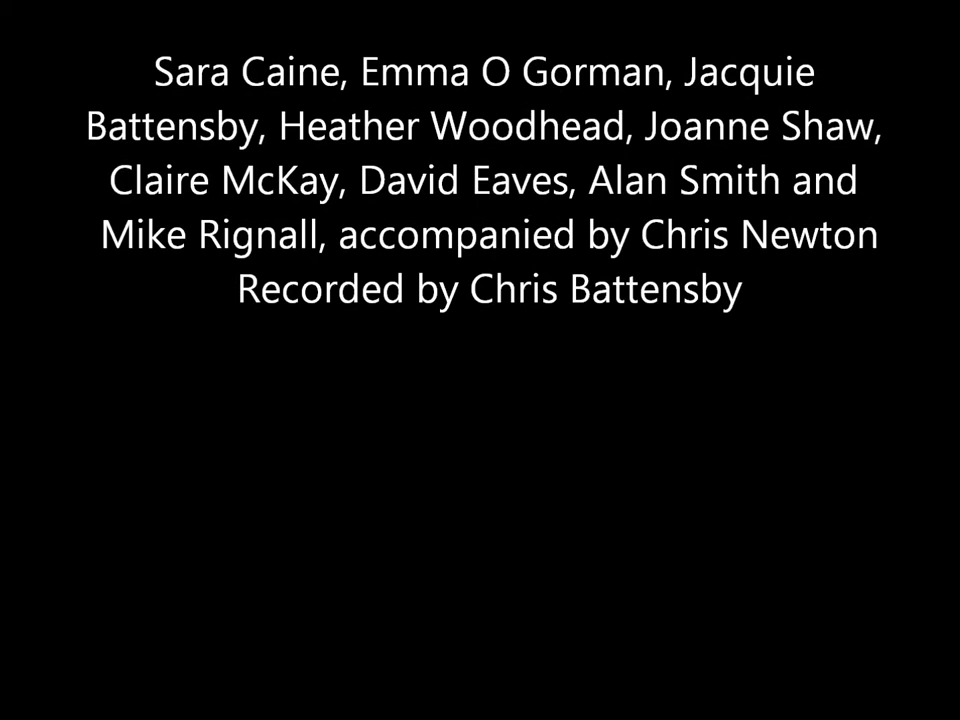 Sara Caine, Emma O Gorman, Jacquie
Battensby, Heather Woodhead, Joanne Shaw,
Claire McKay, David Eaves, Alan Smith and
Mike Rignall, accompanied by Chris Newton
Recorded by Chris Battensby